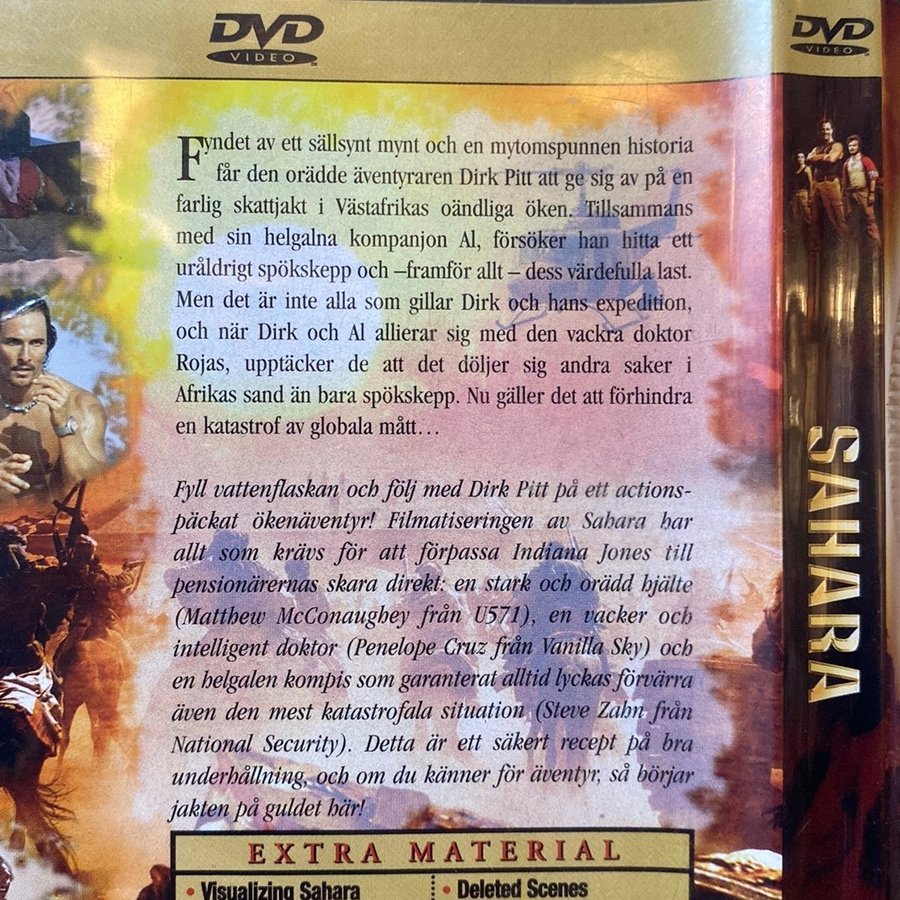 DVD
VIDEO
Fyndet av ett sällsynt mynt och en mytomspunnen historia
får den orädde äventyraren Dirk Pitt att ge sig av på en
farlig skattjakt i Västafrikas oändliga öken. Tillsammans
med sin helgalna kompanjon Al, försöker han hitta ett
uråldrigt spökskepp och –framför allt – dess värdefulla last.
Men det är inte alla som gillar Dirk och hans expedition,
och när Dirk och Al allierar sig med den vackra doktor
Rojas, upptäcker de att det döljer sig andra saker i
Afrikas sand än bara spökskepp. Nu gäller det att förhindra
en katastrof av globala mått…
Fyll vattenflaskan och följ med Dirk Pitt på ett actions-
päckat ökenäventyr! Filmatiseringen av Sahara har
allt som krävs för att förpassa Indiana Jones till
pensionärernas skara direkt: en stark och orädd hjälte
(Matthew McConaughey från U571), en vacker och
intelligent doktor (Penelope Cruz från Vanilla Sky) och
en helgalen kompis som garanterat alltid lyckas förvärra
även den mest katastrofala situation (Steve Zahn från
National Security). Detta är ett säkert recept på bra
underhållning, och om du känner för äventyr, så börjar
jakten på guldet här!
EXTRA MATERIAL
• Visualizing Sahara
• Deleted Scenes
DVD
VIDEO
SAHARA